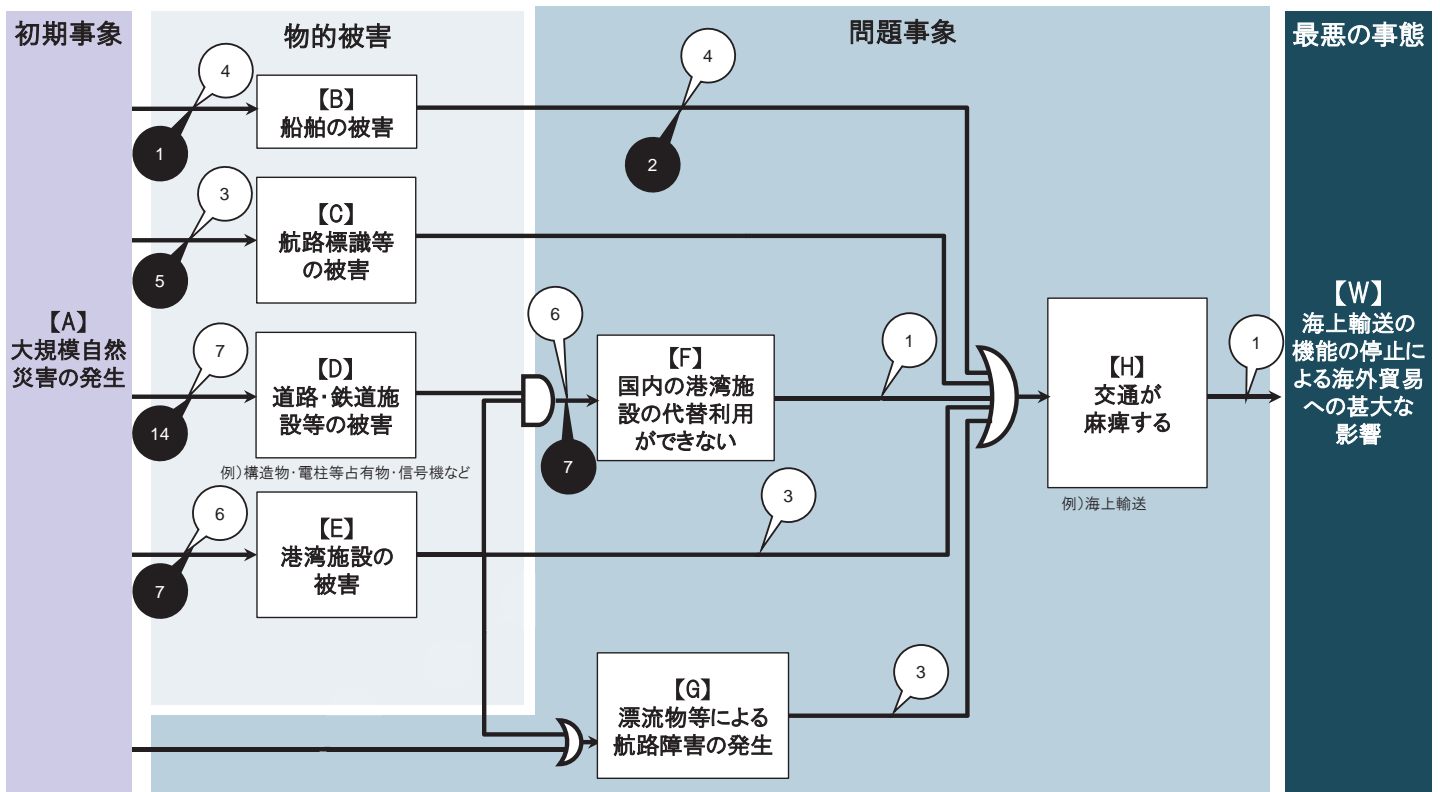 初期事象
【A】
大規模自然
災害の発生
物的被害
4
1
【B】
船舶の被害
3
5
【C】
航路標識等
の被害
7
14
【D】
道路・鉄道施
設等の被害
例）構造物・電柱等占有物・信号機など
6
7
【E】
港湾施設の
被害
問題事象
4
2
6
7
【F】
国内の港湾施
設の代替利用
ができない
1
3
【G】
漂流物等による
航路障害の発生
3
【H】
交通が
麻痺する
例）海上輸送
1
最悪の事態
【W】
海上輸送の
機能の停止に
よる海外貿易
への甚大な
影響